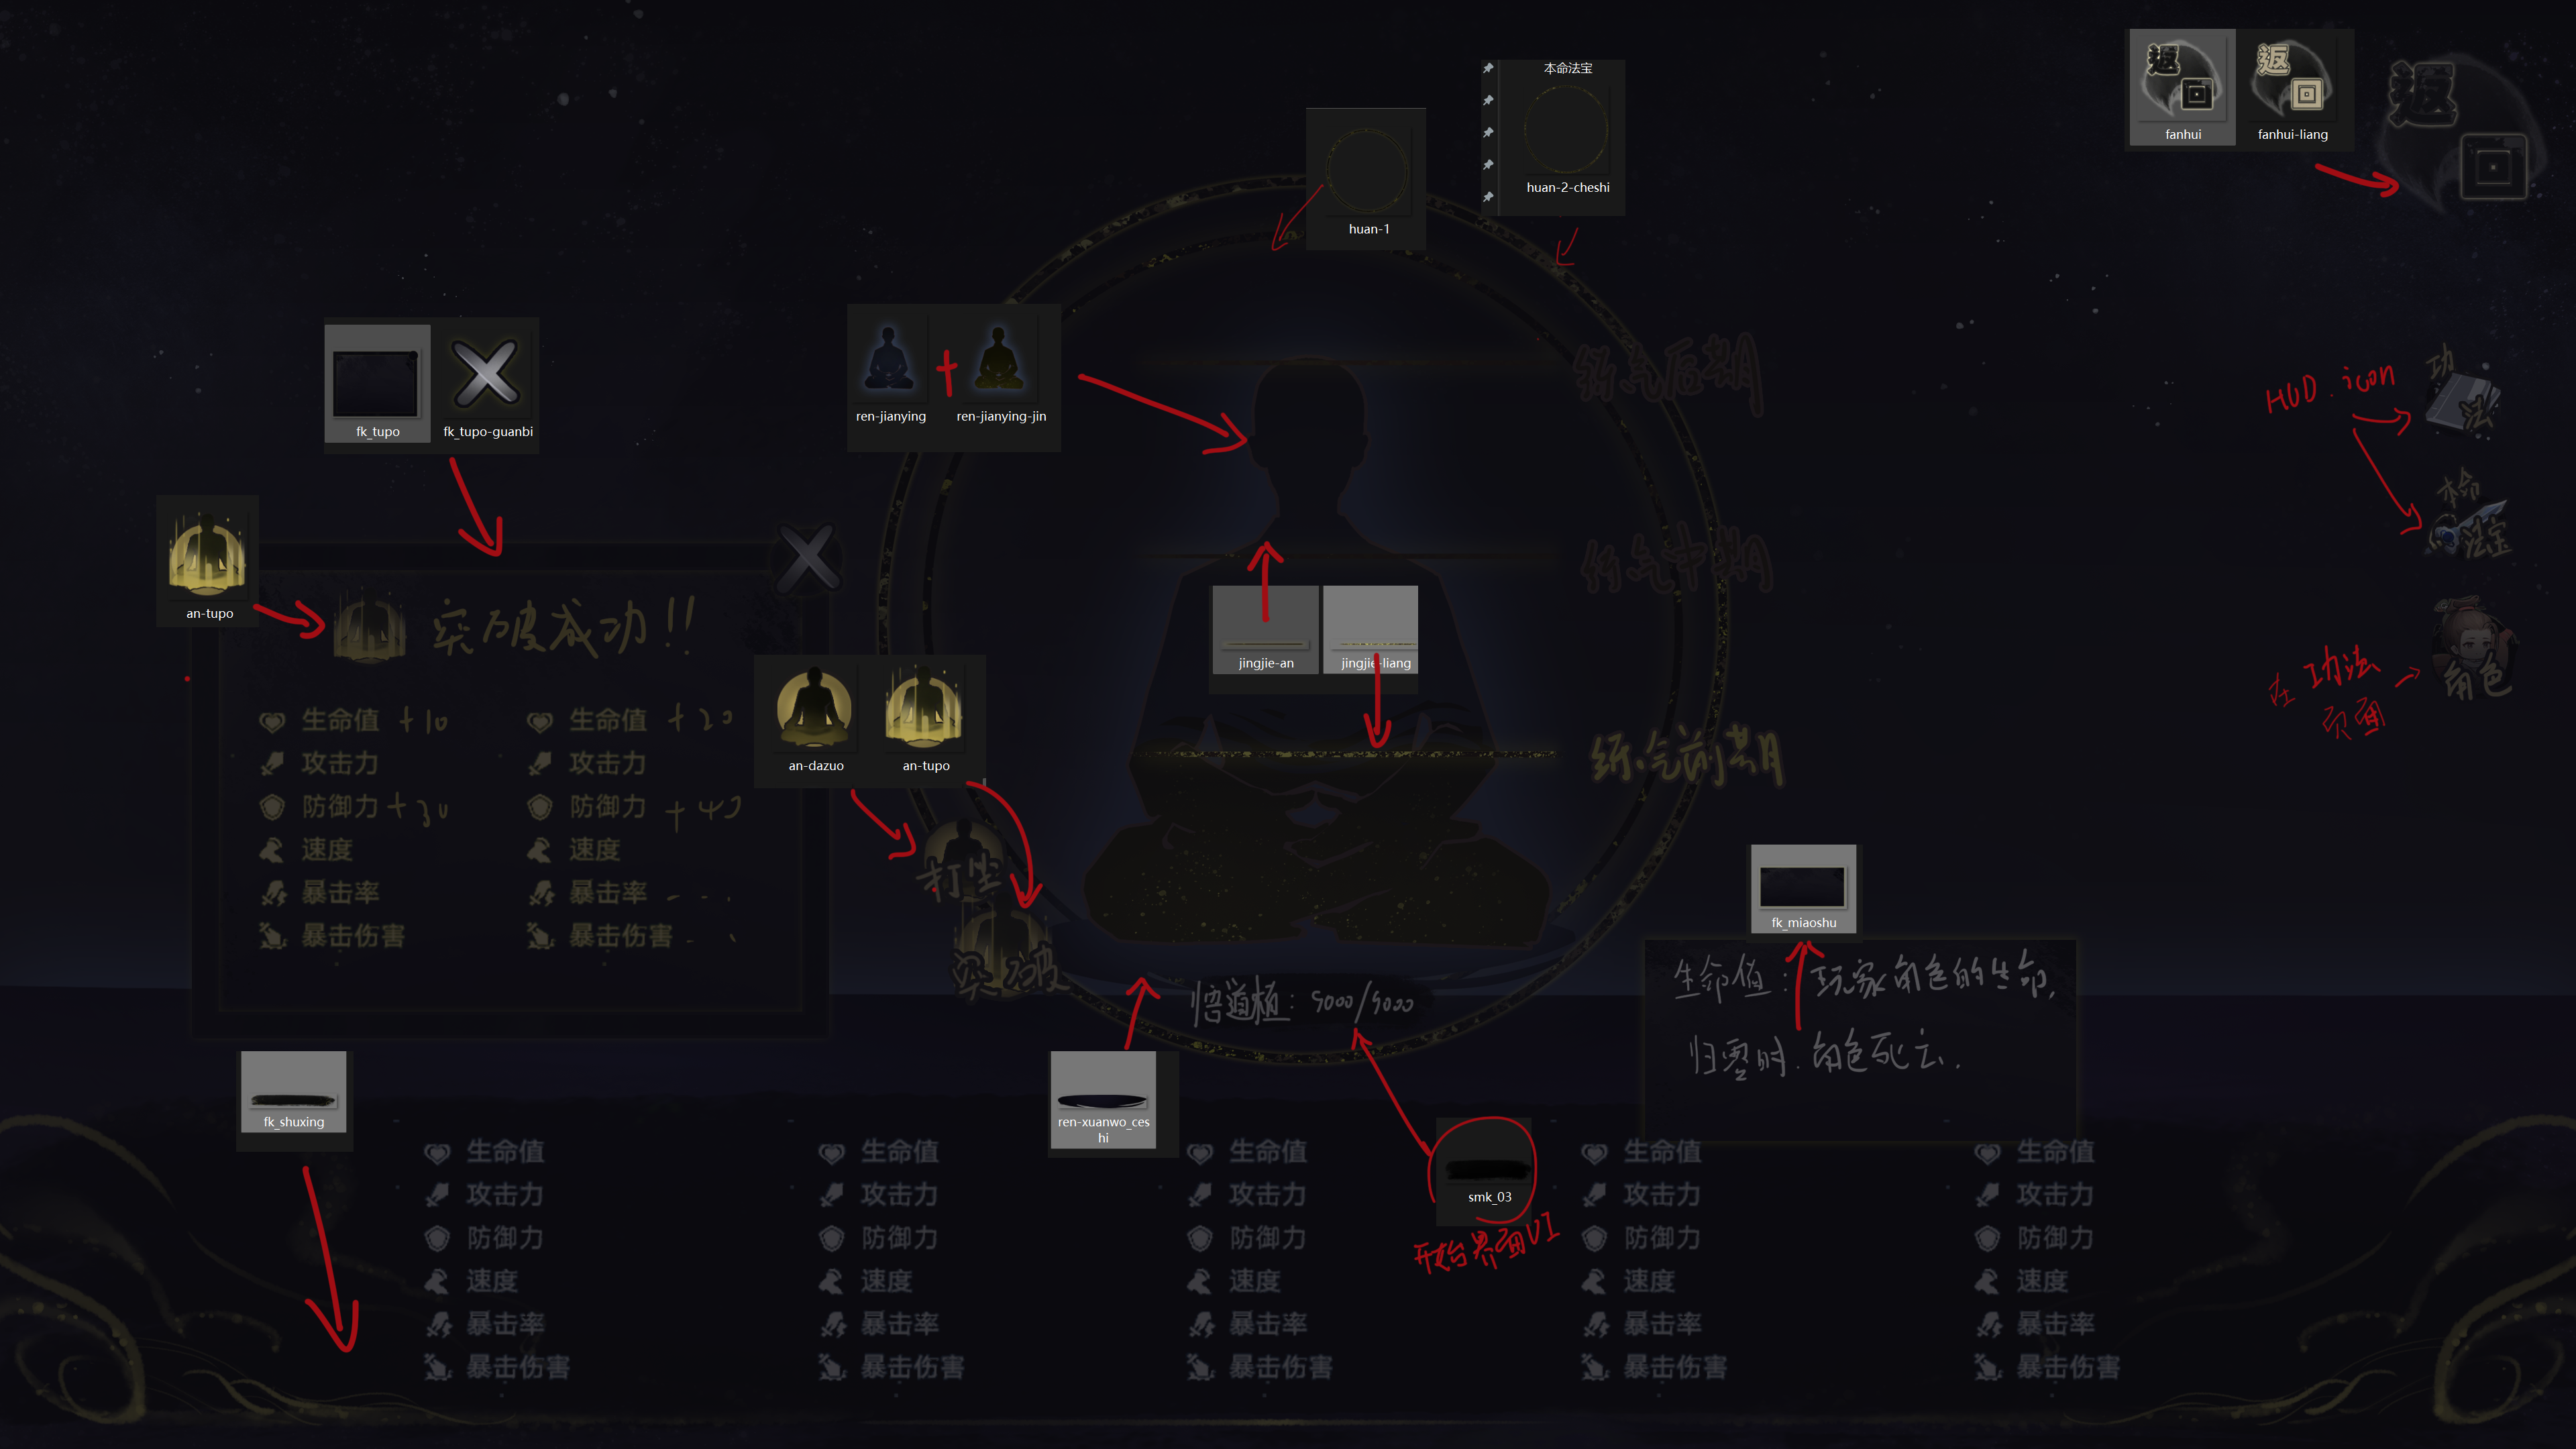 本命法宝
返
返
返
fanhui
fanhui-liang
huan-2-cheshi
huan-1
fk_tupo
fk_tupo-guanbi
ren-jianying
+
ren-jianying-jin
炼气后期
HUD.icon
功法
本命法宝
炼气中期
角色
在功法
页面
an-tupo
突破成功!!
jingjie-an
jingjie-liang
炼气前期
生命值 +10
攻击力
防御力 +30
速度
暴击率
暴击伤害
生命值 +20
攻击力
防御力 +40
速度
暴击率
暴击伤害
an-dazuo
an-tupo
打坐
突破
悟道值: 9000/9000
fk_miaoshu
生命值: 玩家角色的生命,
归零时.角色死亡.
fk_shuxing
ren-xuanwo_ces
hi
smk_03
开始界面UI
生命值
攻击力
防御力
速度
暴击率
暴击伤害
生命值
攻击力
防御力
速度
暴击率
暴击伤害
生命值
攻击力
防御力
速度
暴击率
暴击伤害
生命值
攻击力
防御力
速度
暴击率
暴击伤害
生命值
攻击力
防御力
速度
暴击率
暴击伤害